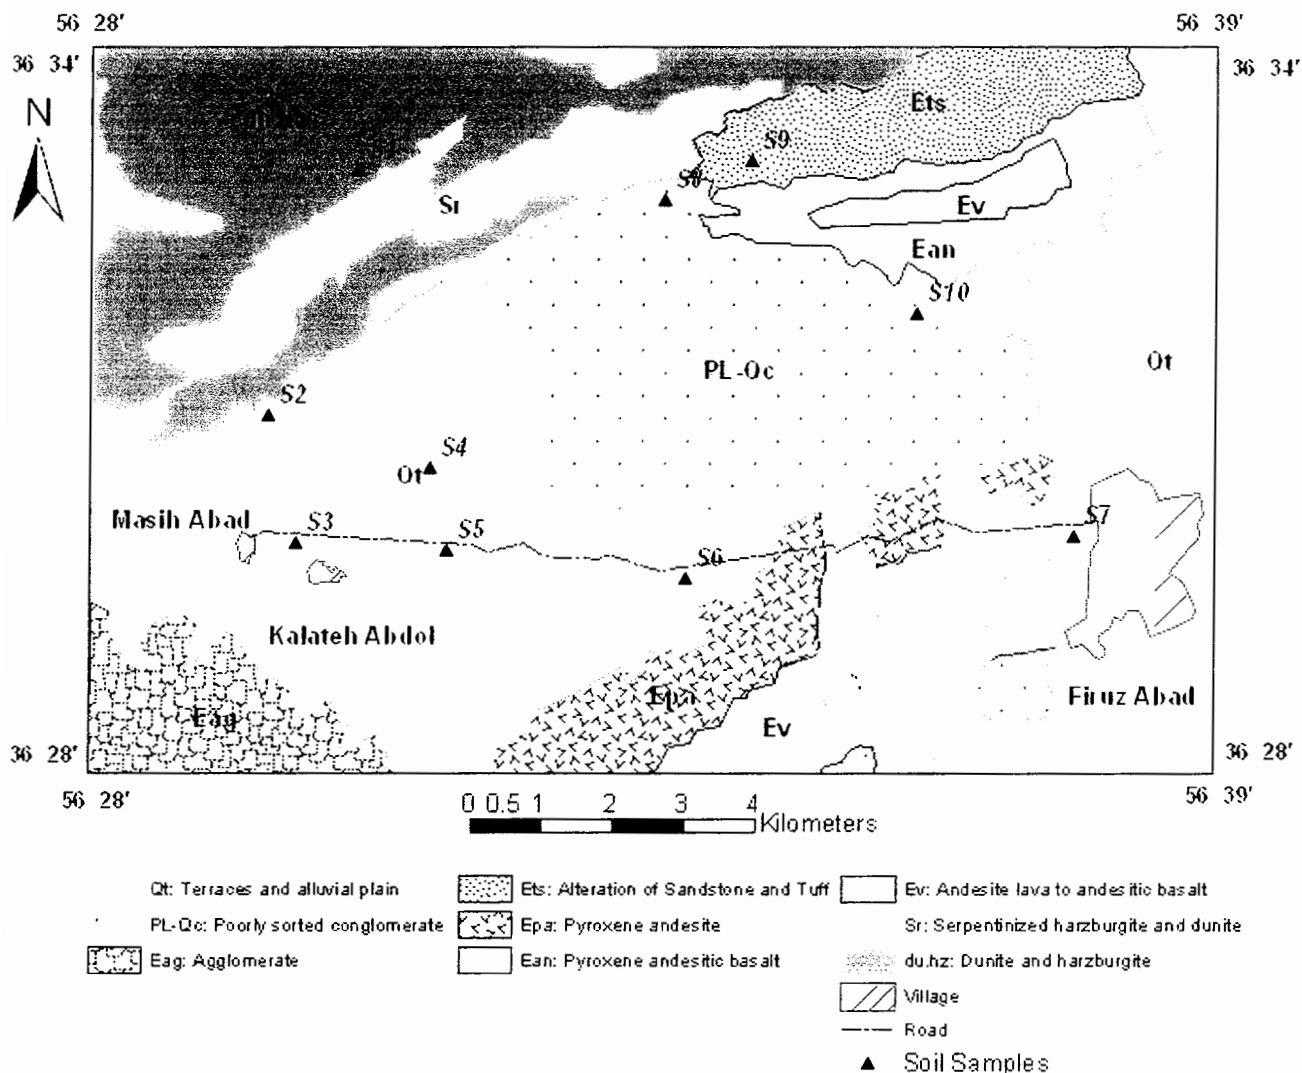 56 28′ 56 39′
36 34′ 36 34′
N
Ets
S9
S8
Sr
Ev
Ean
S10
PL-Qc
Qt
S2
S4
Qt
Masih Abad
S3
S5
S6
S7
Kalateh Abdol
Eag
Epa
Ev
Firuz Abad
36 28′ 36 28′
56 28′ 56 39′
0 0.5 1 2 3 4
Kilometers
Qt: Terraces and alluvial plain
PL-Qc: Poorly sorted conglomerate
Eag: Agglomerate
Ets: Alteration of Sandstone and Tuff
Epa: Pyroxene andesite
Ean: Pyroxene andesitic basalt
Ev: Andesite lava to andesitic basalt
Sr: Serpentinized harzburgite and dunite
du.hz: Dunite and harzburgite
Village
Road
Soil Samples